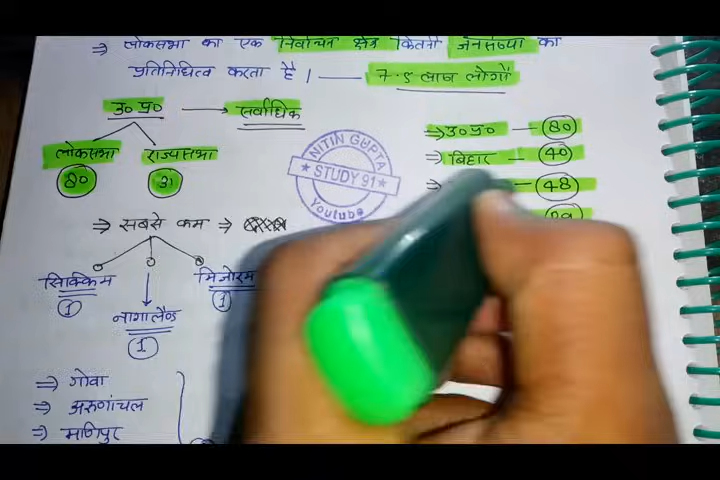 ⇒ लोकसभा का एक निर्वाचन क्षेत्र कितनी जनसंख्या का
प्रतिनिधित्व करता है। — 7.5 लाख लोगों
उ० प्र० → सर्वाधिक
लोकसभा राज्यसभा
80 31
⇒ सबसे कम ⇒
सिक्किम मिजोरम
1 1
नागालैण्ड
1
⇒ गोवा
⇒ अरुणांचल
⇒ मणिपुर
NITIN GUPTA
★ STUDY 91 ★
Youtube
⇒ उ० प्र० — 80
⇒ बिहार — 40
⇒ — 48